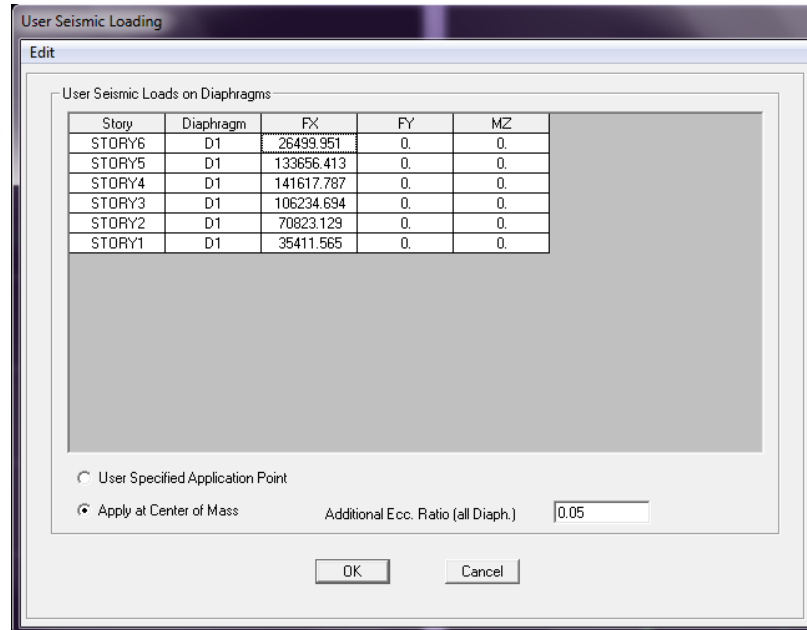 User Seismic Loading
Edit
User Seismic Loads on Diaphragms
Story Diaphragm FX FY MZ
STORY6 D1 26499.951 0. 0.
STORY5 D1 133656.413 0. 0.
STORY4 D1 141617.787 0. 0.
STORY3 D1 106234.694 0. 0.
STORY2 D1 70823.129 0. 0.
STORY1 D1 35411.565 0. 0.
User Specified Application Point
Apply at Center of Mass Additional Ecc. Ratio (all Diaph.) 0.05
OK Cancel